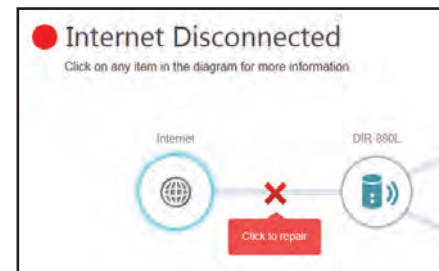 Internet Disconnected
Click on any item in the diagram for more information
Internet
DIR-880L
Click to repair